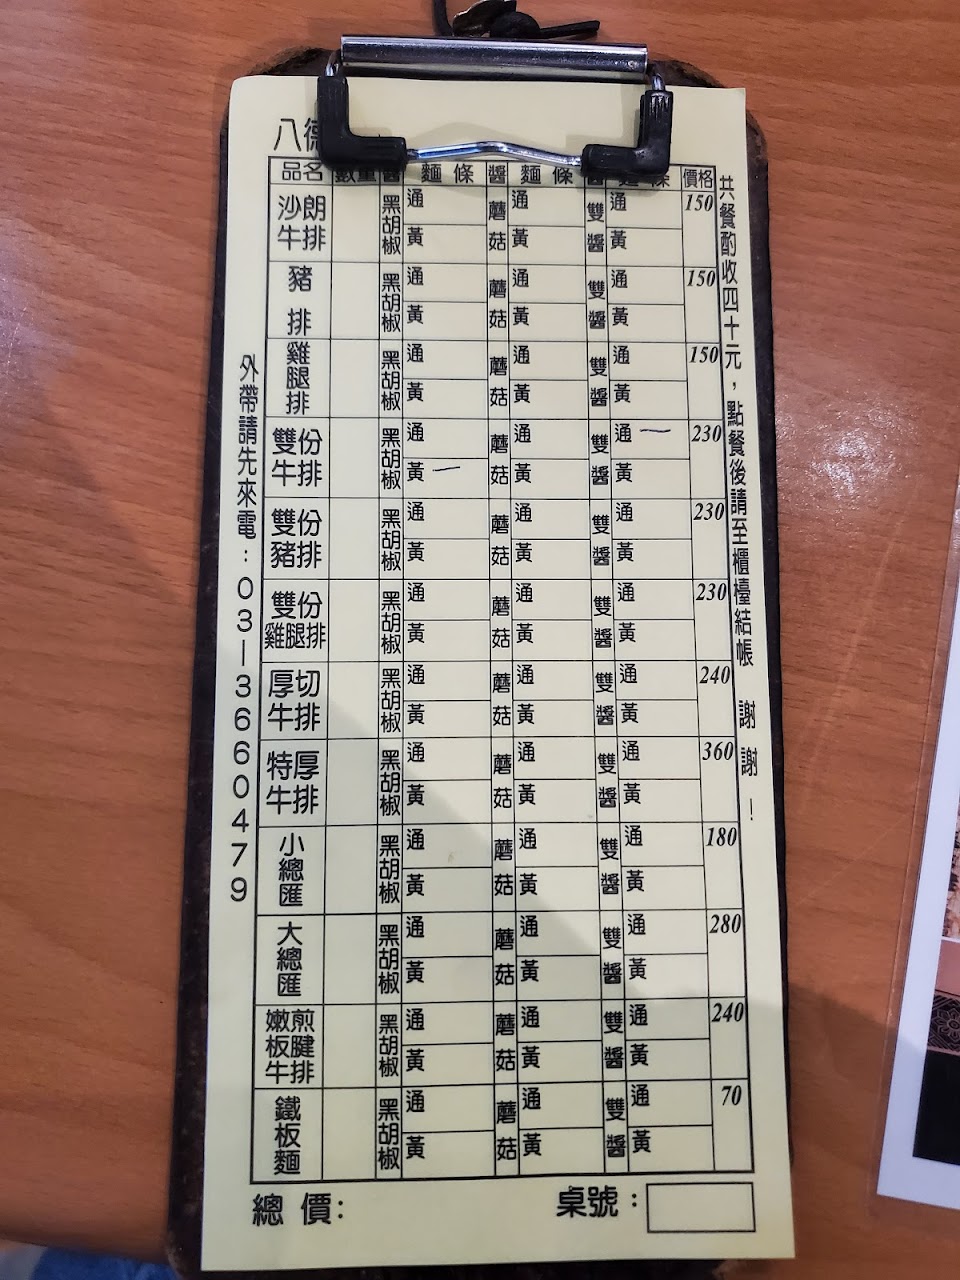 八德
品名 數量 醬 麵條 醬 麵條 醬 麵條 價格
沙朗牛排 黑胡椒 通 黃 蘑菇 通 黃 雙醬 通 黃 150
豬排 黑胡椒 通 黃 蘑菇 通 黃 雙醬 通 黃 150
雞腿排 黑胡椒 通 黃 蘑菇 通 黃 雙醬 通 黃 150
雙份牛排 黑胡椒 通 黃 一 蘑菇 通 黃 雙醬 通 一 黃 230
雙份豬排 黑胡椒 通 黃 蘑菇 通 黃 雙醬 通 黃 230
雙份雞腿排 黑胡椒 通 黃 蘑菇 通 黃 雙醬 通 黃 230
厚切牛排 黑胡椒 通 黃 蘑菇 通 黃 雙醬 通 黃 240
特厚牛排 黑胡椒 通 黃 蘑菇 通 黃 雙醬 通 黃 360
小總匯 黑胡椒 通 黃 蘑菇 通 黃 雙醬 通 黃 180
大總匯 黑胡椒 通 黃 蘑菇 通 黃 雙醬 通 黃 280
嫩煎板腱牛排 黑胡椒 通 黃 蘑菇 通 黃 雙醬 通 黃 240
鐵板麵 黑胡椒 通 黃 蘑菇 通 黃 雙醬 通 黃 70
總價: 桌號:
共餐酌收四十元，點餐後請至櫃檯結帳 謝謝!
外帶請先來電:03-3660479